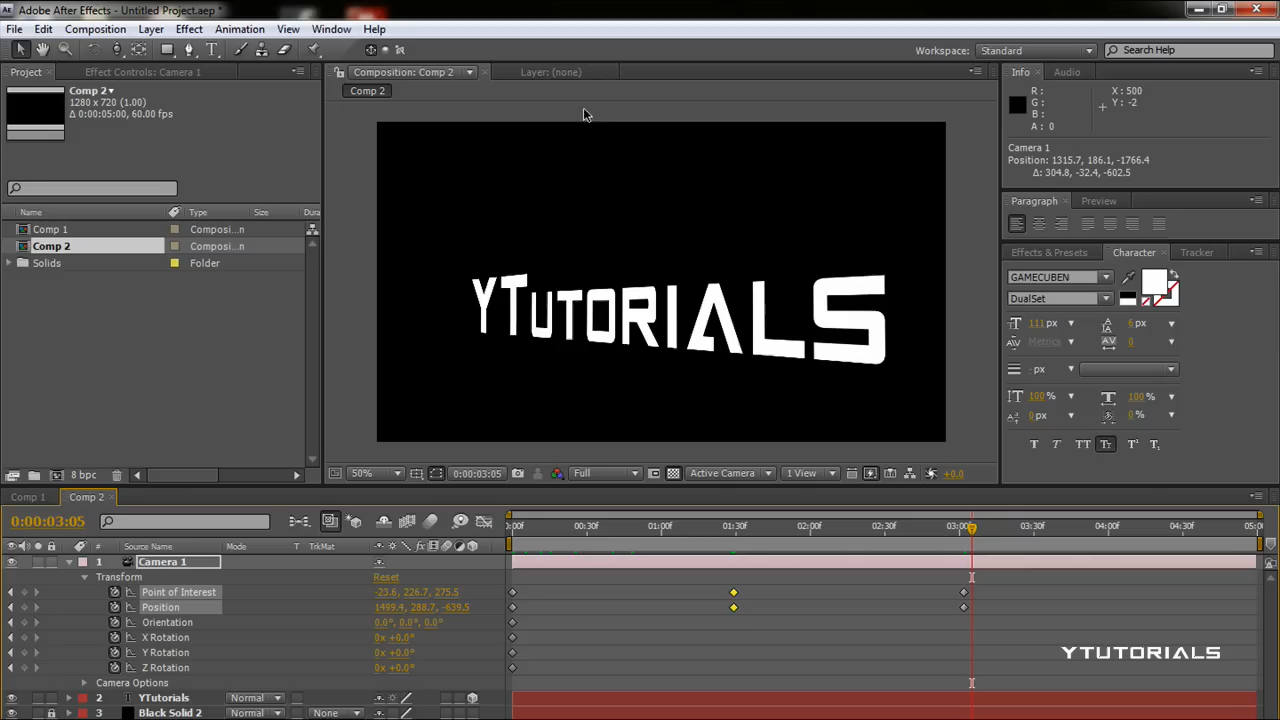 Adobe After Effects - Untitled Project.aep *
File Edit Composition Layer Effect Animation View Window Help
Workspace: Standard Search Help
Project Effect Controls: Camera 1 Composition: Comp 2 Layer: (none) Info Audio
Comp 2
1280 x 720 (1.00)
Δ 0:00:05:00, 60.00 fps
Comp 2
R :
G :
B :
A : 0
X : 500
Y : -2
Camera 1
Position: 1315.7, 186.1, -1766.4
Δ: 304.8, -32.4, -602.5
Paragraph Preview
Name Type Size Dura
Comp 1 Composi...n
Comp 2 Composi...n
Solids Folder
YTUTORIALS
Effects & Presets Character Tracker
GAMECUBEN
DualSet
111 px 6 px
Metrics 0
- px
100 % 100 %
0 px 0 %
T T TT Tt T¹ T₁
8 bpc 50% 0:00:03:05 Full Active Camera 1 View +0.0
Comp 1 Comp 2
0:00:03:05
0:00f 00:30f 01:00f 01:30f 02:00f 02:30f 03:00f 03:30f 04:00f 04:30f 05:0
# Source Name Mode T TrkMat
1 Camera 1
Transform Reset
Point of Interest -23.6, 226.7, 275.5
Position 1499.4, 288.7, -639.5
Orientation 0.0°, 0.0°, 0.0°
X Rotation 0x +0.0°
Y Rotation 0x +0.0°
Z Rotation 0x +0.0°
Camera Options
YTUTORIALS
2 T YTutorials Normal
3 Black Solid 2 Normal None